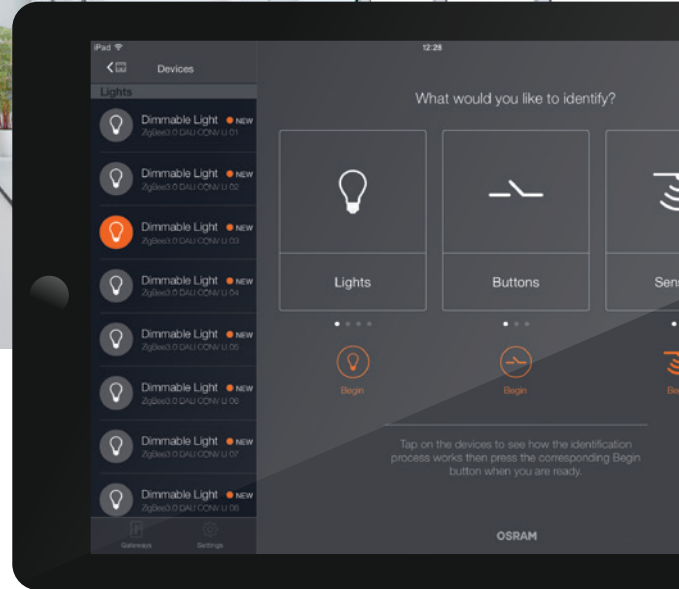 iPad
12:28
Devices
Lights
Dimmable Light NEW
ZigBee3.0 DALI CONV LI 01
Dimmable Light NEW
ZigBee3.0 DALI CONV LI 02
Dimmable Light NEW
ZigBee3.0 DALI CONV LI 03
Dimmable Light NEW
ZigBee3.0 DALI CONV LI 04
Dimmable Light NEW
ZigBee3.0 DALI CONV LI 05
Dimmable Light NEW
ZigBee3.0 DALI CONV LI 06
Dimmable Light NEW
ZigBee3.0 DALI CONV LI 07
Dimmable Light NEW
ZigBee3.0 DALI CONV LI 08
Gateways
Settings
What would you like to identify?
Lights
Buttons
Sens
Begin
Begin
Be
Tap on the devices to see how the identification
process works then press the corresponding Begin
button when you are ready.
OSRAM